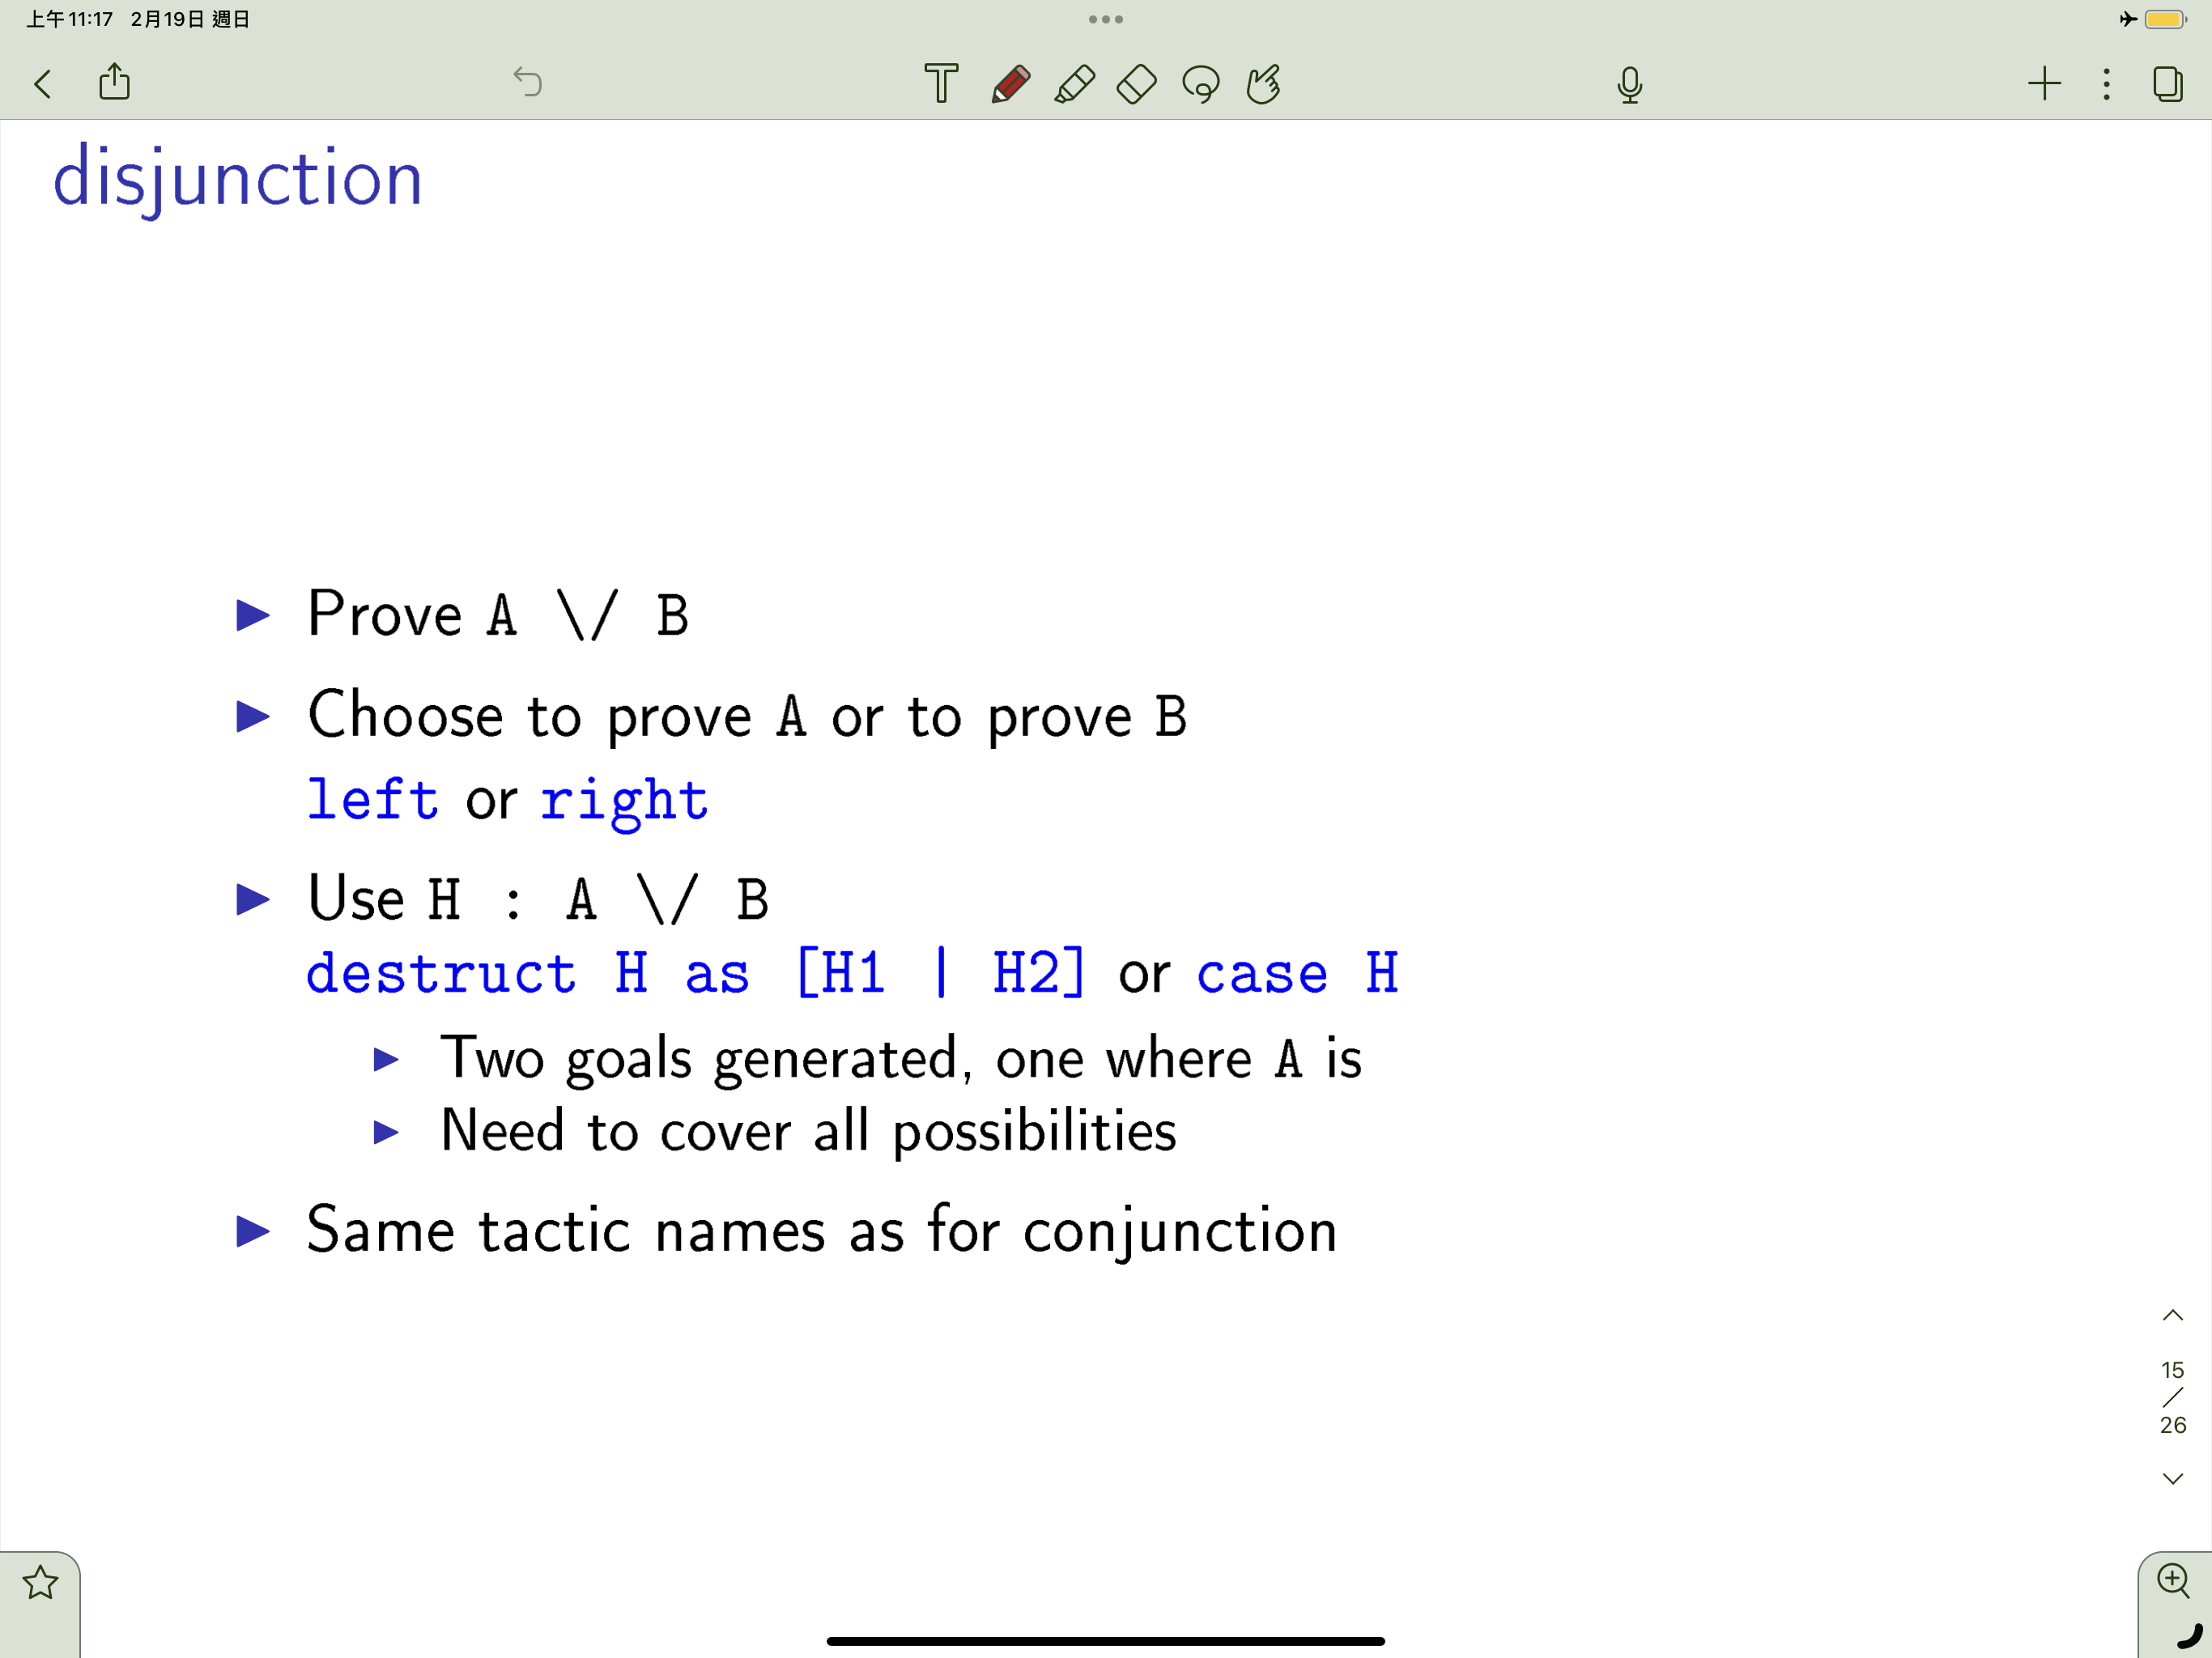 上午11:17 2月19日 週日
T
disjunction
Prove A \/ B
Choose to prove A or to prove B
left or right
Use H : A \/ B
destruct H as [H1 | H2] or case H
Two goals generated, one where A is
Need to cover all possibilities
Same tactic names as for conjunction
15
/
26